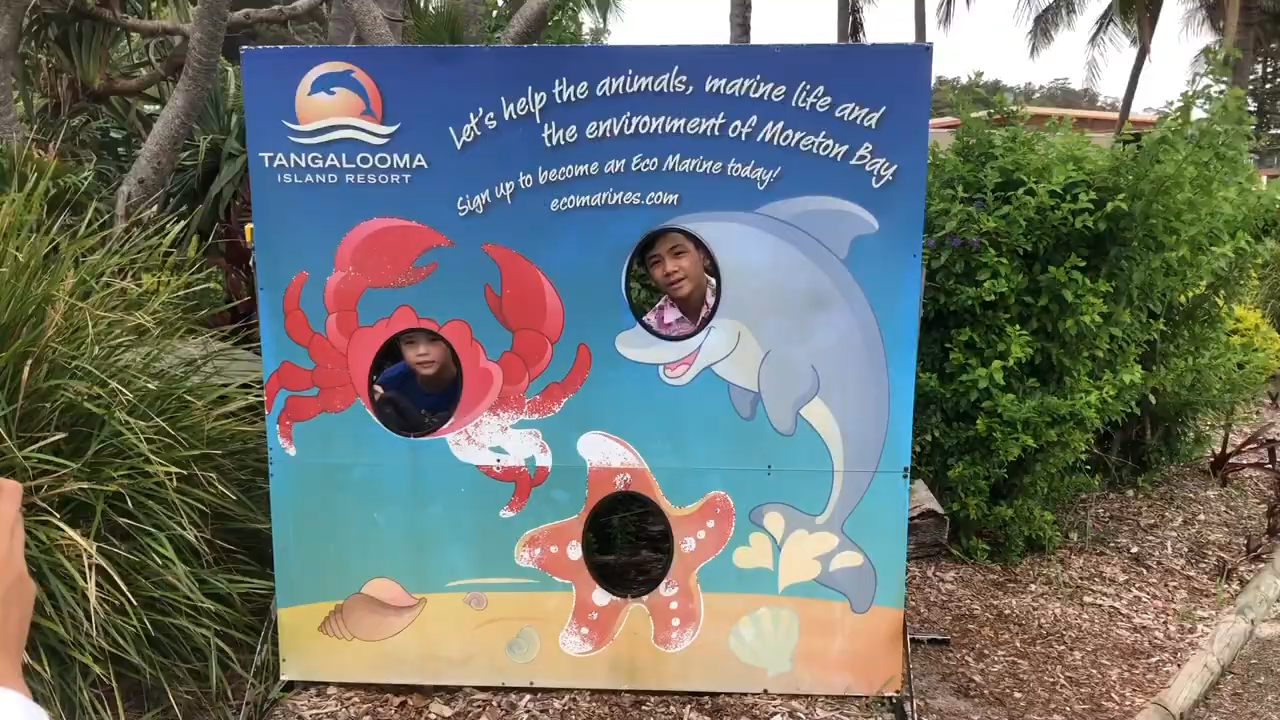 TANGALOOMA
ISLAND RESORT
Let's help the animals, marine life and
the environment of Moreton Bay.
Sign up to become an Eco Marine today!
ecomarines.com